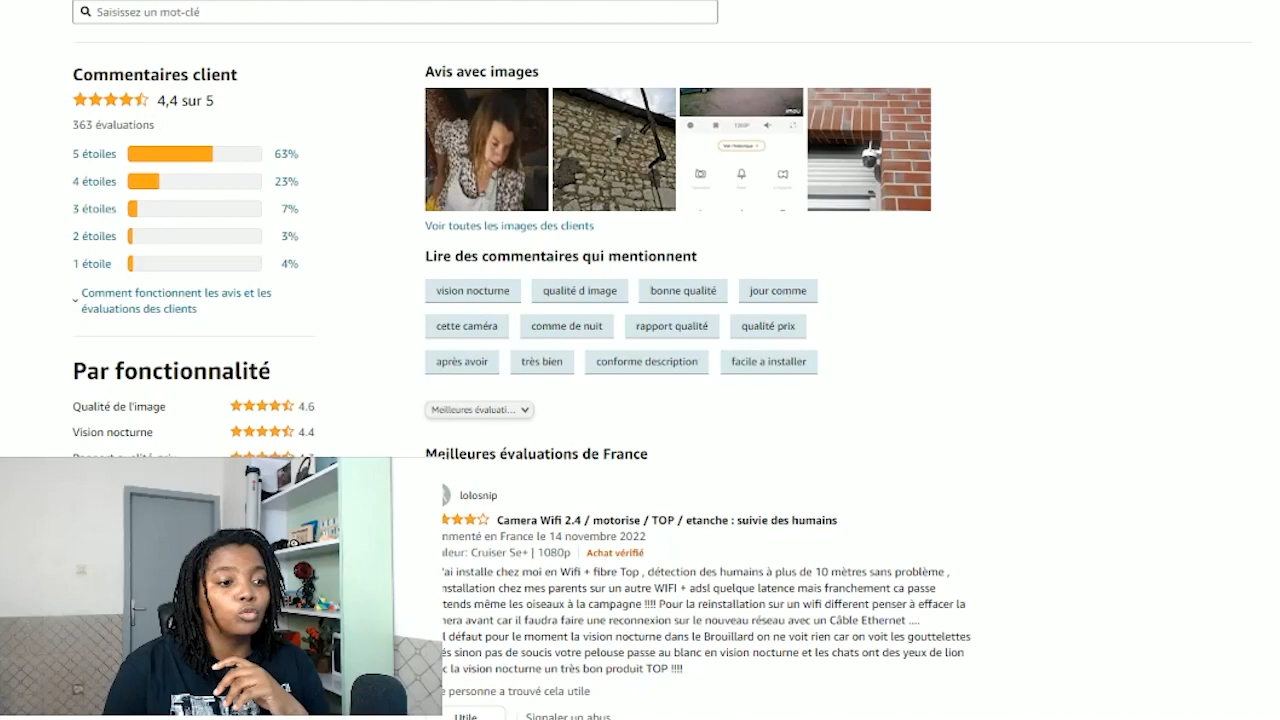 Saisissez un mot-clé
Commentaires client
4,4 sur 5
363 évaluations
5 étoiles 63%
4 étoiles 23%
3 étoiles 7%
2 étoiles 3%
1 étoile 4%
Comment fonctionnent les avis et les
évaluations des clients
Par fonctionnalité
Qualité de l'image 4.6
Vision nocturne 4.4
Avis avec images
imou
1080P
Voir toutes les images des clients
Lire des commentaires qui mentionnent
vision nocturne qualité d image bonne qualité jour comme
cette caméra comme de nuit rapport qualité qualité prix
après avoir très bien conforme description facile a installer
Meilleures évaluati...
Meilleures évaluations de France
lolosnip
Camera Wifi 2.4 / motorise / TOP / etanche : suivie des humains
nmenté en France le 14 novembre 2022
leur: Cruiser Se+ | 1080p | Achat vérifié
'ai installe chez moi en Wifi + fibre Top , détection des humains à plus de 10 mètres sans problème ,
nstallation chez mes parents sur un autre WIFI + adsl quelque latence mais franchement ca passe
tends même les oiseaux à la campagne !!!! Pour la reinstallation sur un wifi different penser à effacer la
nera avant car il faudra faire une reconnexion sur le nouveau réseau avec un Câble Ethernet ....
l défaut pour le moment la vision nocturne dans le Brouillard on ne voit rien car on voit les gouttelettes
és sinon pas de soucis votre pelouse passe au blanc en vision nocturne et les chats ont des yeux de lion
c la vision nocturne un très bon produit TOP !!!!
e personne a trouvé cela utile
Utile | Signaler un abus